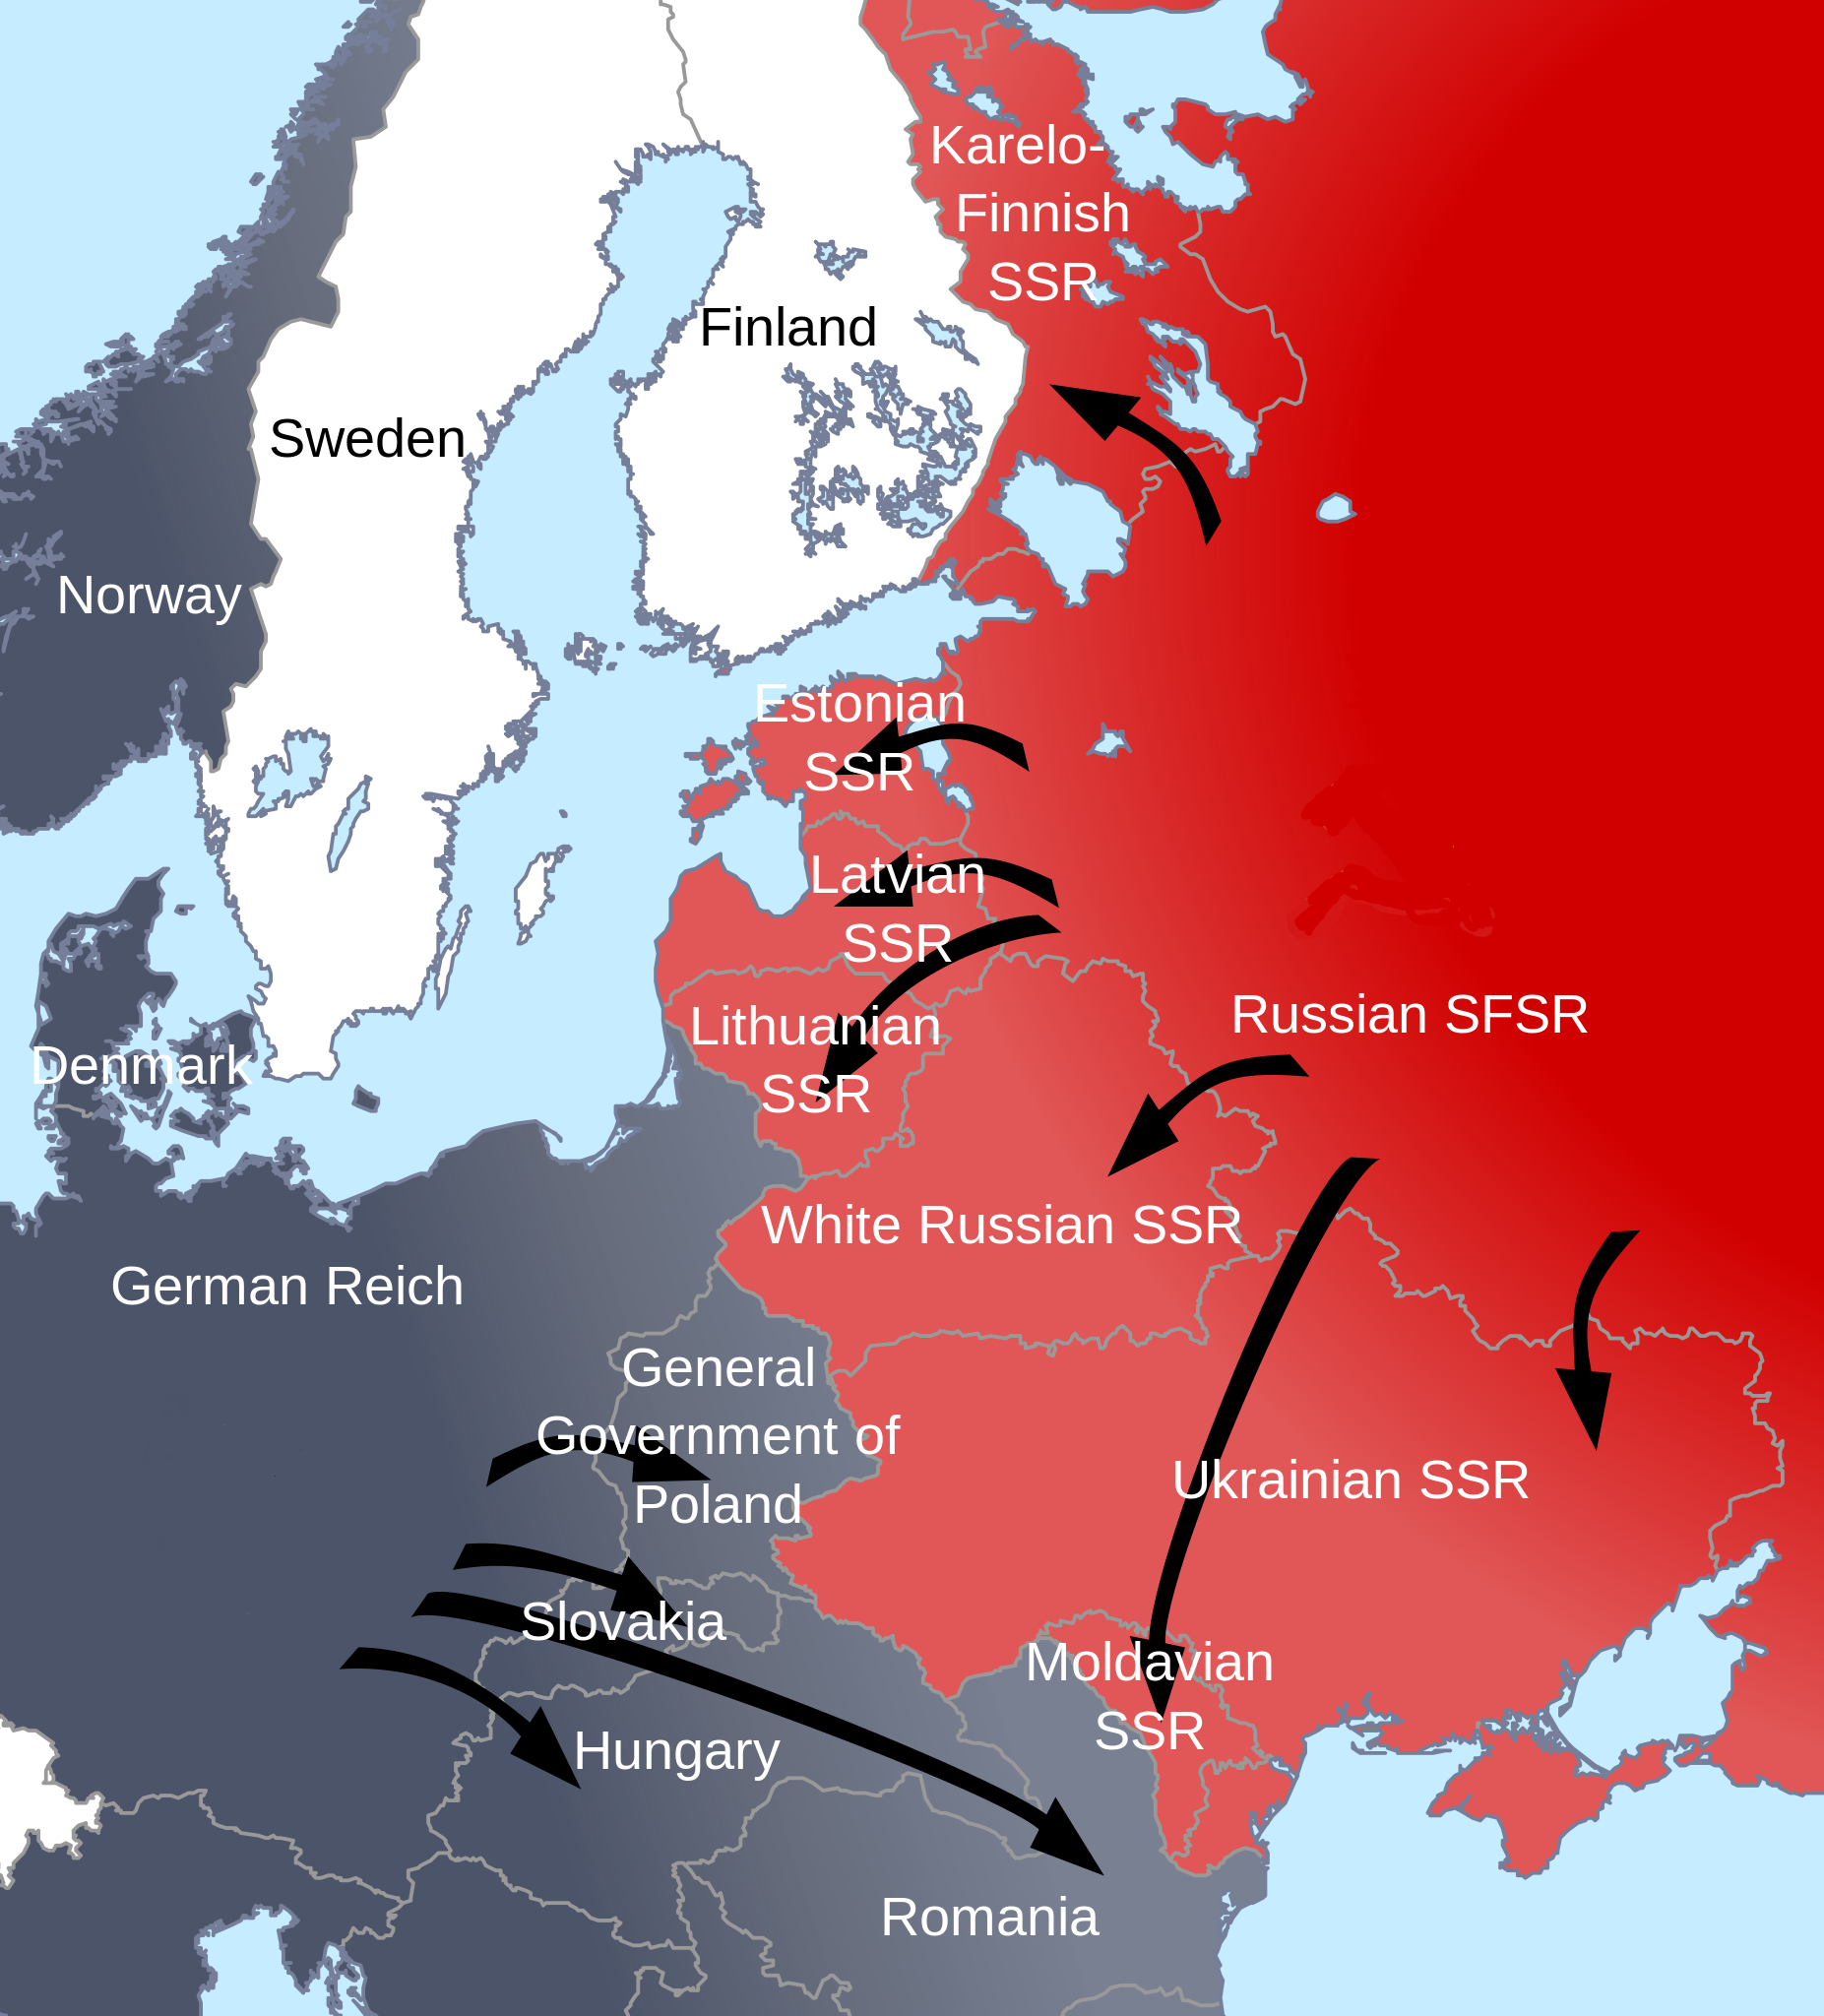 Karelo-
Finnish
SSR
Finland
Sweden
Norway
Estonian
SSR
Latvian
SSR
Lithuanian
SSR
Russian SFSR
Denmark
White Russian SSR
German Reich
General
Government of
Poland
Ukrainian SSR
Slovakia
Moldavian
SSR
Hungary
Romania